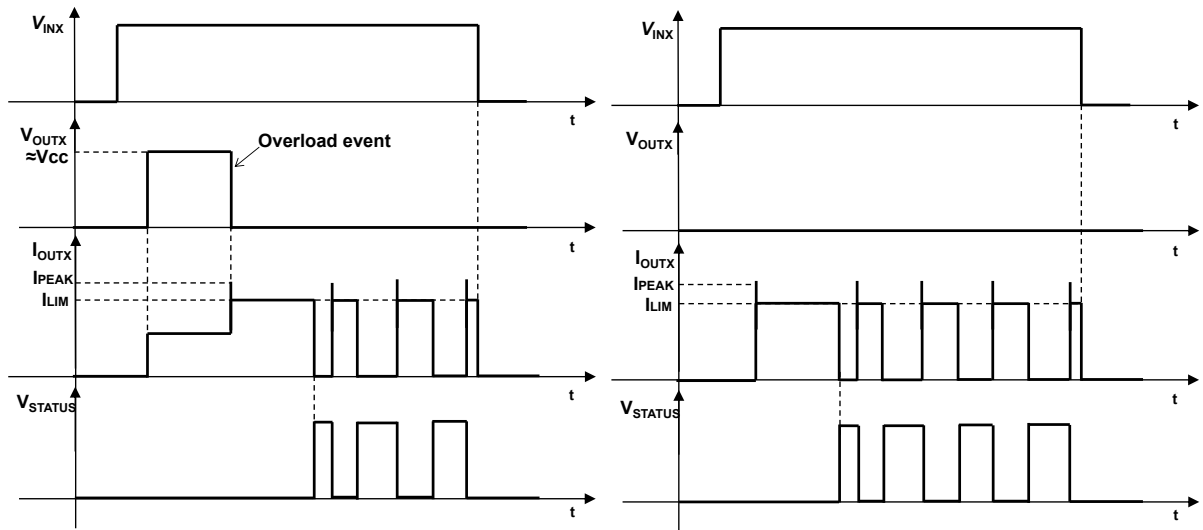 VINX
t
VOUTX
≈Vcc
Overload event
t
IOUTX
IPEAK
ILIM
t
VSTATUS
t
VINX
t
VOUTX
t
IOUTX
IPEAK
ILIM
t
VSTATUS
t